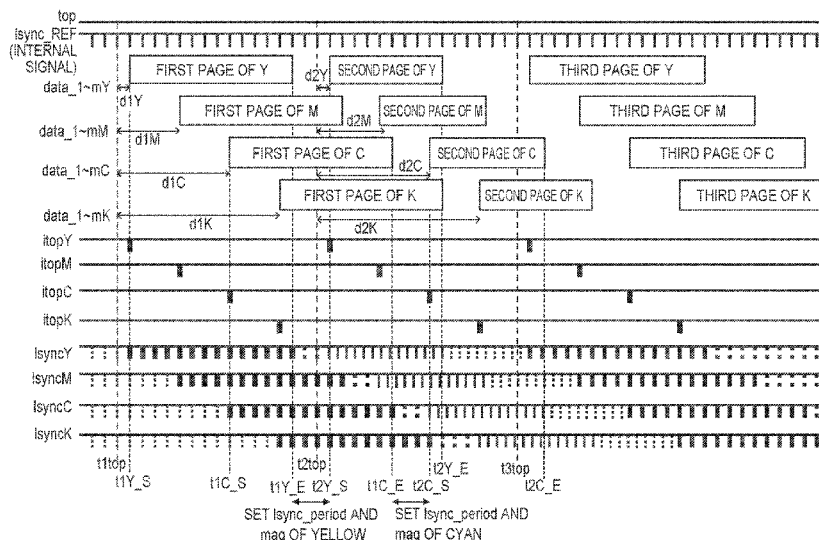 top
lsync_REF
(INTERNAL
SIGNAL)
FIRST PAGE OF Y
d2Y
SECOND PAGE OF Y
THIRD PAGE OF Y
data_1~mY
d1Y
FIRST PAGE OF M
SECOND PAGE OF M
THIRD PAGE OF M
data_1~mM
d1M
d2M
FIRST PAGE OF C
SECOND PAGE OF C
THIRD PAGE OF C
data_1~mC
d1C
d2C
FIRST PAGE OF K
SECOND PAGE OF K
THIRD PAGE OF K
data_1~mK
d1K
d2K
itopY
itopM
itopC
itopK
lsyncY
lsyncM
lsyncC
lsyncK
t1top
t2top
t2Y_E
t3top
t1Y_S
t1C_S
t1Y_E
t2Y_S
t1C_E
t2C_S
t2C_E
SET lsync_period AND
mag OF YELLOW
SET lsync_period AND
mag OF CYAN